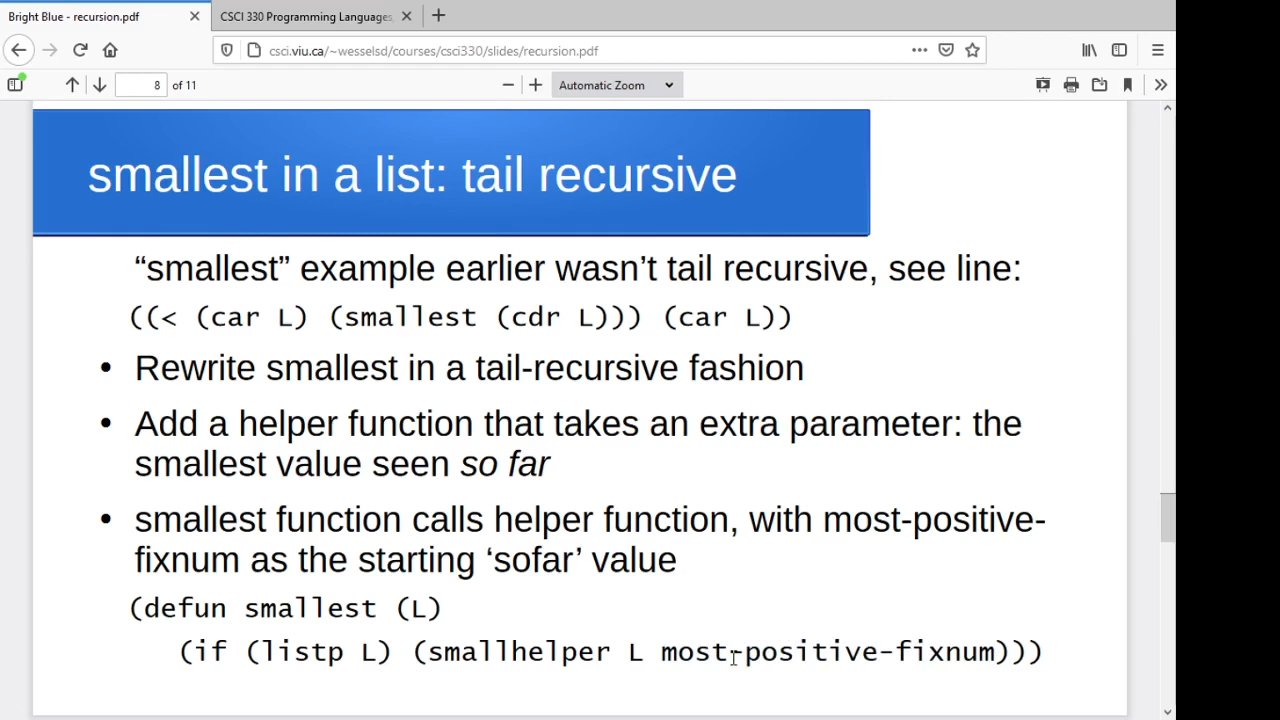 Bright Blue - recursion.pdf
CSCI 330 Programming Languages,
csci.viu.ca/~wesselsd/courses/csci330/slides/recursion.pdf
8 of 11
Automatic Zoom
smallest in a list: tail recursive
“smallest” example earlier wasn’t tail recursive, see line:
((< (car L) (smallest (cdr L))) (car L))
• Rewrite smallest in a tail-recursive fashion
• Add a helper function that takes an extra parameter: the
smallest value seen so far
• smallest function calls helper function, with most-positive-
fixnum as the starting ‘sofar’ value
(defun smallest (L)
(if (listp L) (smallhelper L most-positive-fixnum)))